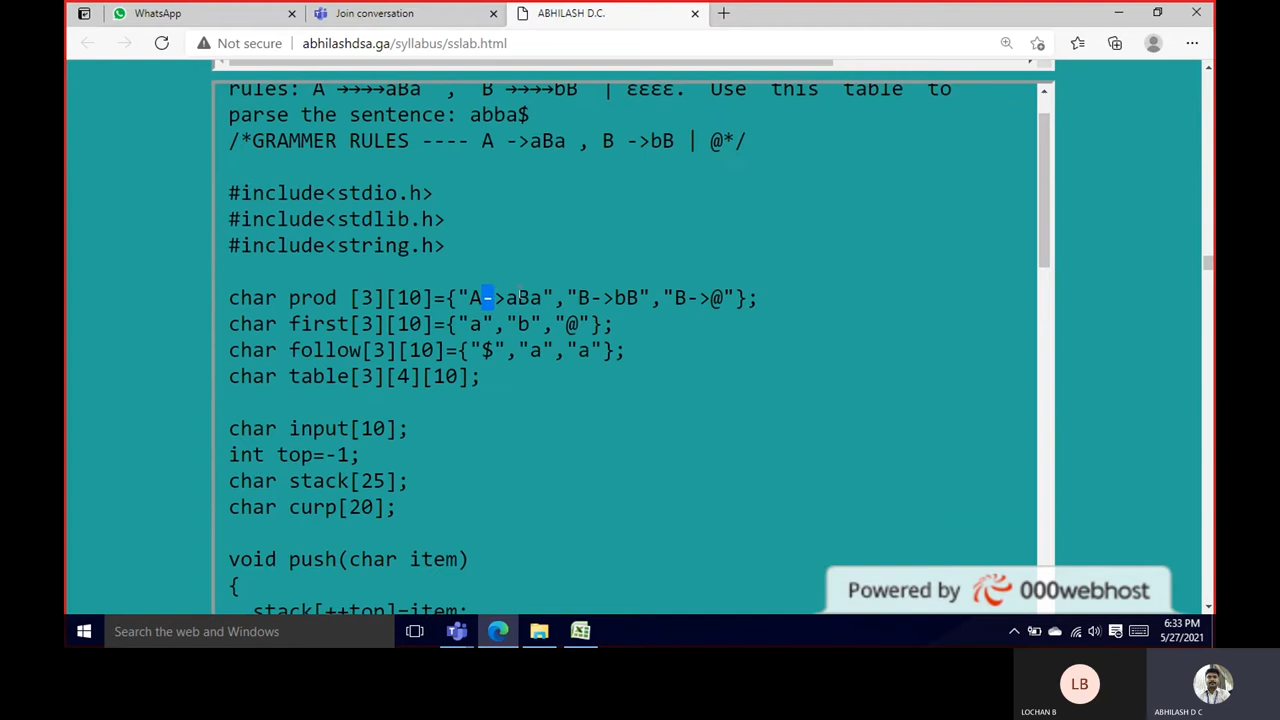 WhatsApp
Join conversation
ABHILASH D.C.
Not secure
abhilashdsa.ga/syllabus/sslab.html
rules: A →→→→aBa , B →→→→bB | εεεε. Use this table to
parse the sentence: abba$
/*GRAMMER RULES ---- A ->aBa , B ->bB | @*/
#include<stdio.h>
#include<stdlib.h>
#include<string.h>
char prod [3][10]={"A->aBa","B->bB","B->@"};
char first[3][10]={"a","b","@"};
char follow[3][10]={"$","a","a"};
char table[3][4][10];
char input[10];
int top=-1;
char stack[25];
char curp[20];
void push(char item)
{
stack[++top]=item;
Powered by 000webhost
Search the web and Windows
6:33 PM
5/27/2021
LB
LOCHAN B
ABHILASH D C